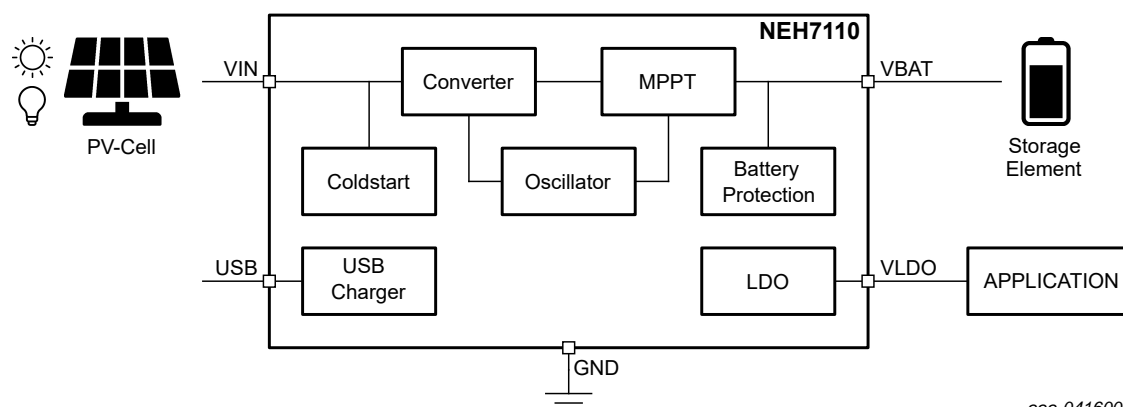 NEH7110
VIN
Converter
MPPT
VBAT
PV-Cell
Coldstart
Oscillator
Battery
Protection
Storage
Element
USB
USB
Charger
LDO
VLDO
APPLICATION
GND